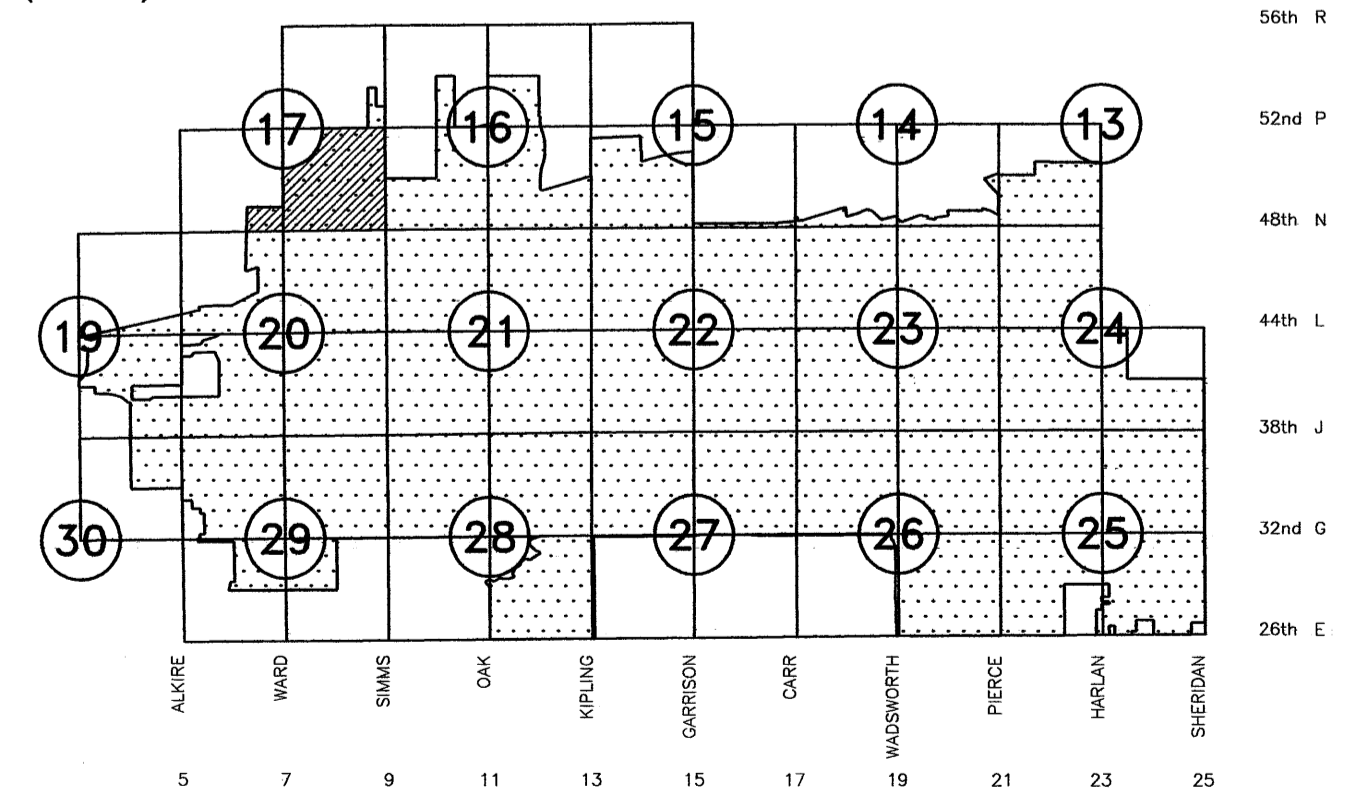 56th R
17 16 15 14 13
52nd P
48th N
19 20 21 22 23 24
44th L
38th J
30 29 28 27 26 25
32nd G
26th E
ALKIRE WARD SIMMS OAK KIPLING GARRISON CARR WADSWORTH PIERCE HARLAN SHERIDAN
5 7 9 11 13 15 17 19 21 23 25